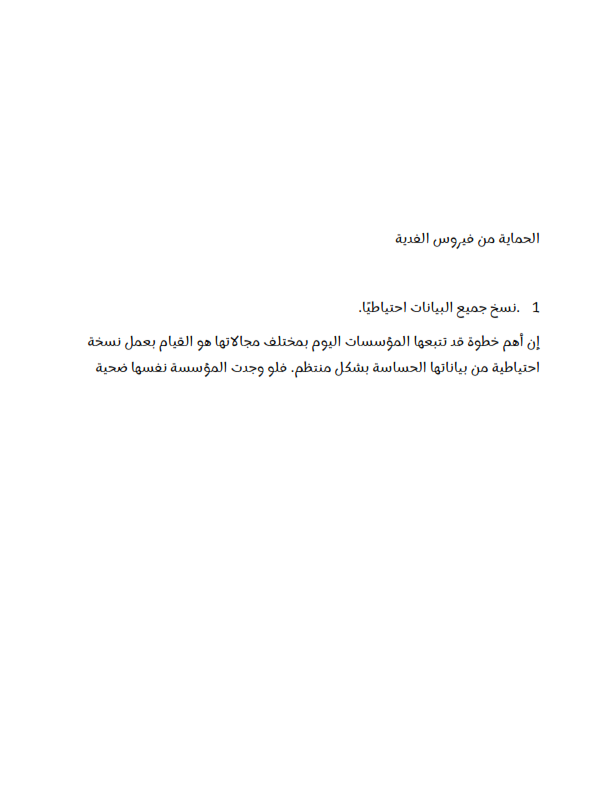 الحماية من فيروس الفدية
1 .نسخ جميع البيانات احتياطيًا.
إن أهم خطوة قد تتبعها المؤسسات اليوم بمختلف مجالاتها هو القيام بعمل نسخة
احتياطية من بياناتها الحساسة بشكل منتظم. فلو وجدت المؤسسة نفسها ضحية